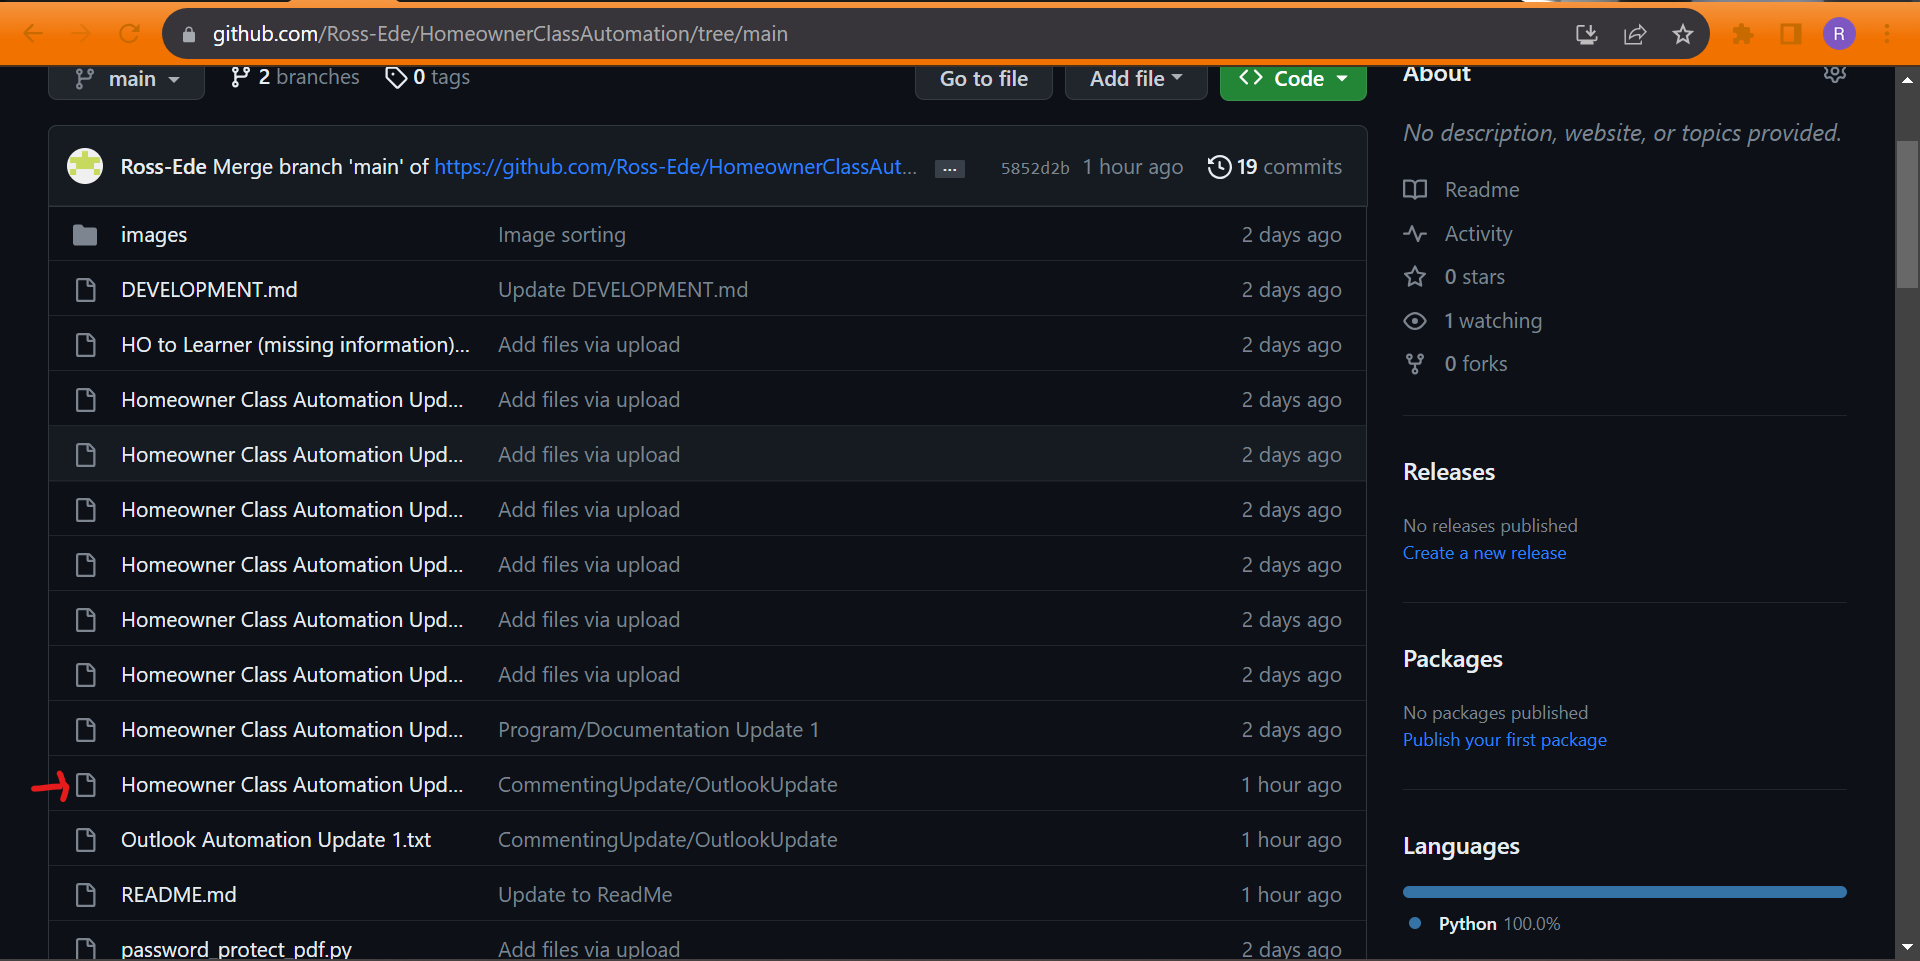 github.com/Ross-Ede/HomeownerClassAutomation/tree/main
R
main 2 branches 0 tags Go to file Add file Code
Ross-Ede Merge branch 'main' of https://github.com/Ross-Ede/HomeownerClassAut... ... 5852d2b 1 hour ago 19 commits
images Image sorting 2 days ago
DEVELOPMENT.md Update DEVELOPMENT.md 2 days ago
HO to Learner (missing information)... Add files via upload 2 days ago
Homeowner Class Automation Upd... Add files via upload 2 days ago
Homeowner Class Automation Upd... Add files via upload 2 days ago
Homeowner Class Automation Upd... Add files via upload 2 days ago
Homeowner Class Automation Upd... Add files via upload 2 days ago
Homeowner Class Automation Upd... Add files via upload 2 days ago
Homeowner Class Automation Upd... Add files via upload 2 days ago
Homeowner Class Automation Upd... Program/Documentation Update 1 2 days ago
Homeowner Class Automation Upd... CommentingUpdate/OutlookUpdate 1 hour ago
Outlook Automation Update 1.txt CommentingUpdate/OutlookUpdate 1 hour ago
README.md Update to ReadMe 1 hour ago
password_protect_pdf.py Add files via upload 2 days ago
About
No description, website, or topics provided.
Readme
Activity
0 stars
1 watching
0 forks
Releases
No releases published
Create a new release
Packages
No packages published
Publish your first package
Languages
Python 100.0%